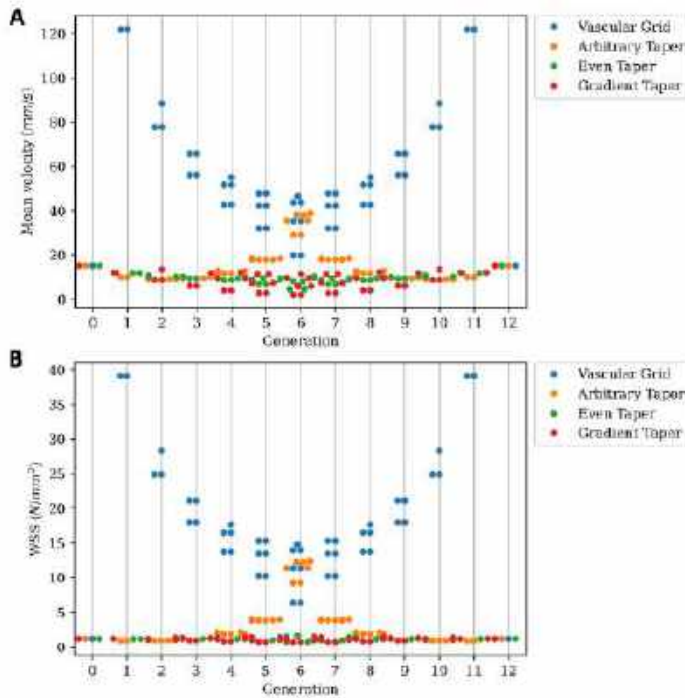 A
Mean velocity (mm/s)
120
100
80
60
40
20
0
0 1 2 3 4 5 6 7 8 9 10 11 12
Generation
Vascular Grid
Arbitrary Taper
Even Taper
Gradient Taper
B
WSS (N/mm²)
40
35
30
25
20
15
10
5
0
0 1 2 3 4 5 6 7 8 9 10 11 12
Generation
Vascular Grid
Arbitrary Taper
Even Taper
Gradient Taper